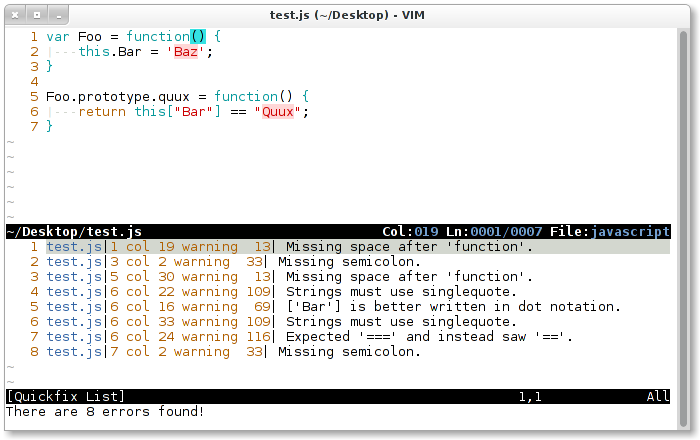 test.js (~/Desktop) - VIM
1 var Foo = function() {
2 |---this.Bar = 'Baz';
3 }
4
5 Foo.prototype.quux = function() {
6 |---return this["Bar"] == "Quux";
7 }
~
~
~
~
~
~
~/Desktop/test.js Col:019 Ln:0001/0007 File:javascript
1 test.js|1 col 19 warning  13| Missing space after 'function'.
2 test.js|3 col 2 warning  33| Missing semicolon.
3 test.js|5 col 30 warning  13| Missing space after 'function'.
4 test.js|6 col 22 warning 109| Strings must use singlequote.
5 test.js|6 col 16 warning  69| ['Bar'] is better written in dot notation.
6 test.js|6 col 33 warning 109| Strings must use singlequote.
7 test.js|6 col 24 warning 116| Expected '===' and instead saw '=='.
8 test.js|7 col 2 warning  33| Missing semicolon.
~
~
[Quickfix List] 1,1 All
There are 8 errors found!